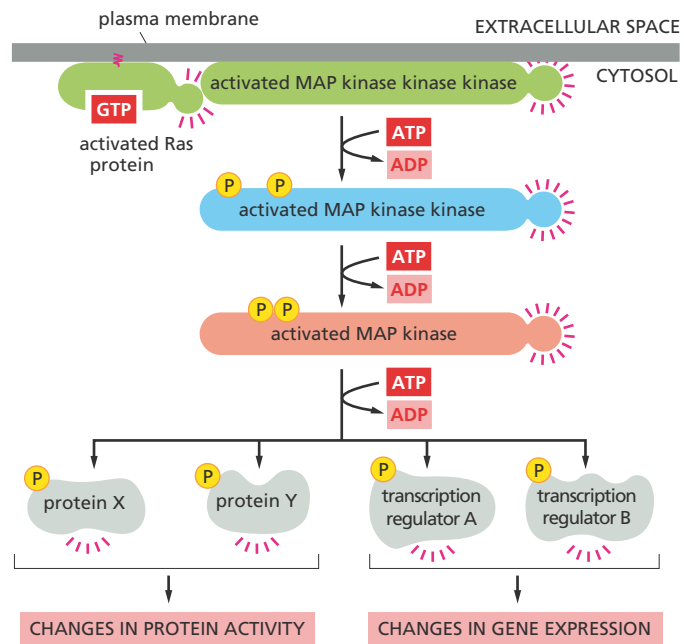 plasma membrane
EXTRACELLULAR SPACE
CYTOSOL
activated MAP kinase kinase kinase
GTP
activated Ras
protein
ATP
ADP
P
P
activated MAP kinase kinase
ATP
ADP
P P
activated MAP kinase
ATP
ADP
P
protein X
P
protein Y
P
transcription
regulator A
P
transcription
regulator B
CHANGES IN PROTEIN ACTIVITY
CHANGES IN GENE EXPRESSION